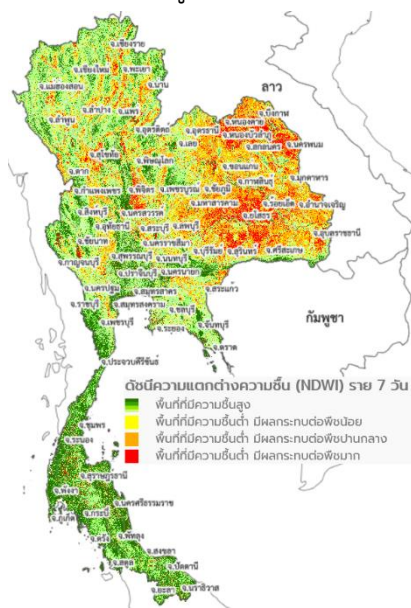 จ.เชียงราย
จ.เชียงใหม่
จ.พะเยา
จ.แม่ฮ่องสอน
จ.น่าน
จ.ลำปาง
จ.แพร่
จ.ลำพูน
จ.อุตรดิตถ์
ลาว
จ.บึงกาฬ
จ.หนองคาย
จ.อุดรธานี
จ.หนองบัวลำภู
จ.เลย
จ.นครพนม
จ.สกลนคร
จ.สุโขทัย
จ.พิษณุโลก
จ.ตาก
จ.ขอนแก่น
จ.มุกดาหาร
จ.กาฬสินธุ์
จ.กำแพงเพชร
จ.พิจิตร
จ.เพชรบูรณ์
จ.ชัยภูมิ
จ.มหาสารคาม
จ.ร้อยเอ็ด
จ.อำนาจเจริญ
จ.ยโสธร
จ.สิงห์บุรี
จ.นครสวรรค์
จ.อุทัยธานี
จ.สระบุรี
จ.ลพบุรี
จ.อุบลราชธานี
จ.ชัยนาท
จ.นครราชสีมา
จ.บุรีรัมย์
จ.สุรินทร์
จ.ศรีสะเกษ
จ.สุพรรณบุรี
จ.นนทบุรี
จ.กาญจนบุรี
จ.ปราจีนบุรี
จ.นครนายก
จ.สระแก้ว
จ.นครปฐม
จ.สมุทรสาคร
จ.ราชบุรี
จ.สมุทรสงคราม
จ.ชลบุรี
จ.เพชรบุรี
จ.ระยอง
จ.จันทบุรี
จ.ตราด
กัมพูชา
จ.ประจวบคีรีขันธ์
ดัชนีความแตกต่างความชื้น (NDWI) ราย 7 วัน
พื้นที่ที่มีความชื้นสูง
พื้นที่ที่มีความชื้นต่ำ มีผลกระทบต่อพืชน้อย
พื้นที่ที่มีความชื้นต่ำ มีผลกระทบต่อพืชปานกลาง
พื้นที่ที่มีความชื้นต่ำ มีผลกระทบต่อพืชมาก
จ.ชุมพร
จ.ระนอง
จ.สุราษฎร์ธานี
จ.พังงา
จ.นครศรีธรรมราช
จ.กระบี่
จ.ภูเก็ต
จ.ตรัง
จ.พัทลุง
จ.สงขลา
จ.สตูล
จ.ปัตตานี
จ.ยะลา
จ.นราธิวาส